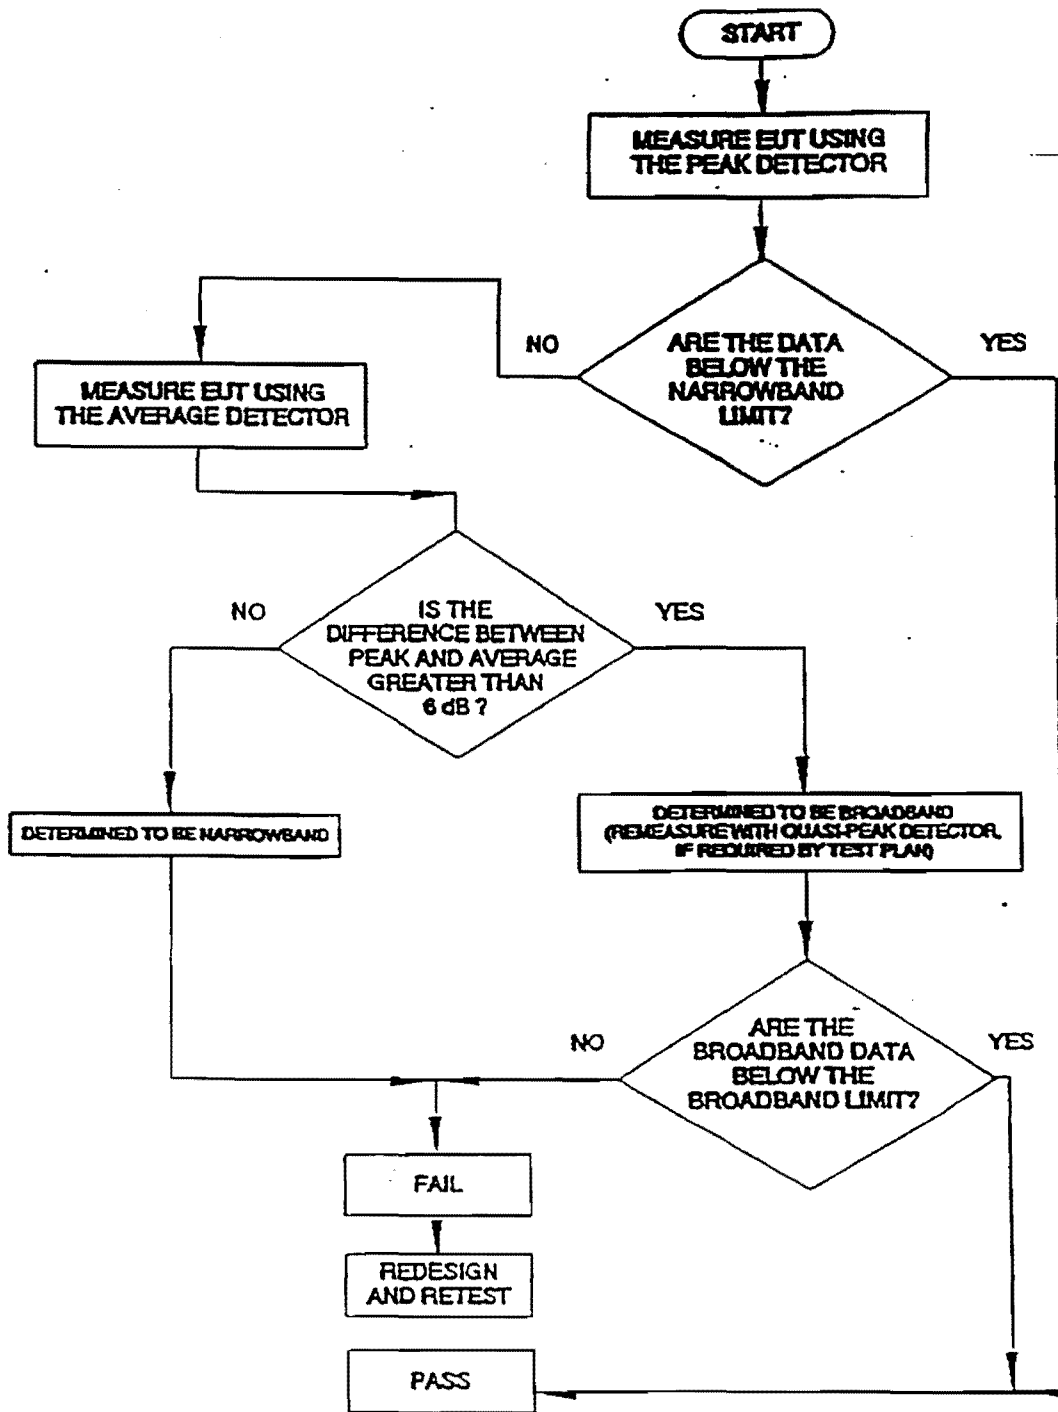 START
MEASURE EUT USING
THE PEAK DETECTOR
NO
ARE THE DATA
BELOW THE
NARROWBAND
LIMIT?
YES
MEASURE EUT USING
THE AVERAGE DETECTOR
NO
IS THE
DIFFERENCE BETWEEN
PEAK AND AVERAGE
GREATER THAN
6 dB ?
YES
DETERMINED TO BE NARROWBAND
DETERMINED TO BE BROADBAND
(REMEASURE WITH QUASI-PEAK DETECTOR,
IF REQUIRED BY TEST PLAN)
NO
ARE THE
BROADBAND DATA
BELOW THE
BROADBAND LIMIT?
YES
FAIL
REDESIGN
AND RETEST
PASS